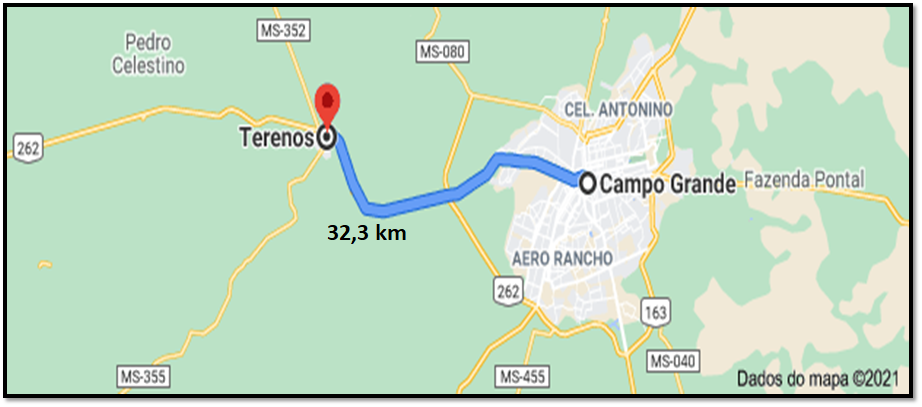 MS-352
Pedro
Celestino
MS-080
CEL. ANTONINO
262
Terenos
Campo Grande
Fazenda Pontal
32,3 km
AERO RANCHO
262
163
MS-040
MS-355
MS-455
Dados do mapa ©2021